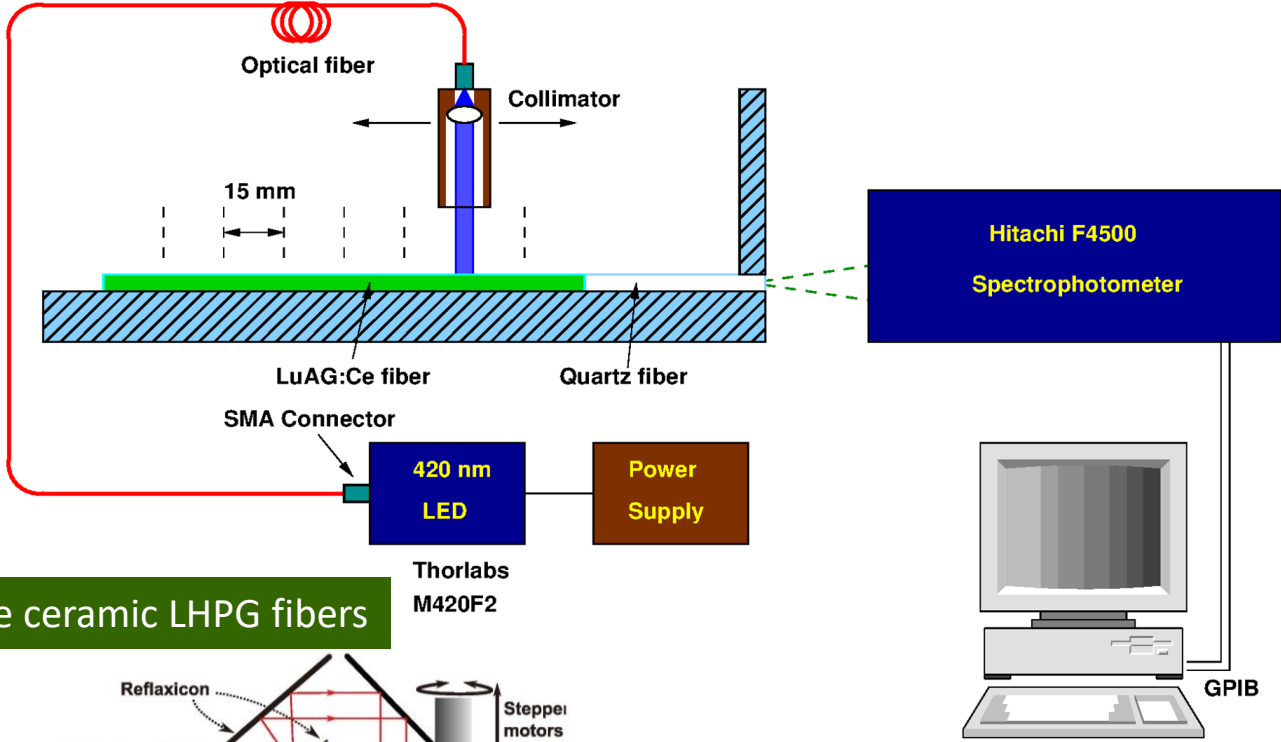 Optical fiber
Collimator
15 mm
Hitachi F4500
Spectrophotometer
LuAG:Ce fiber
Quartz fiber
SMA Connector
420 nm
LED
Power
Supply
Thorlabs
M420F2
e ceramic LHPG fibers
Reflaxicon
Stepper
motors
GPIB